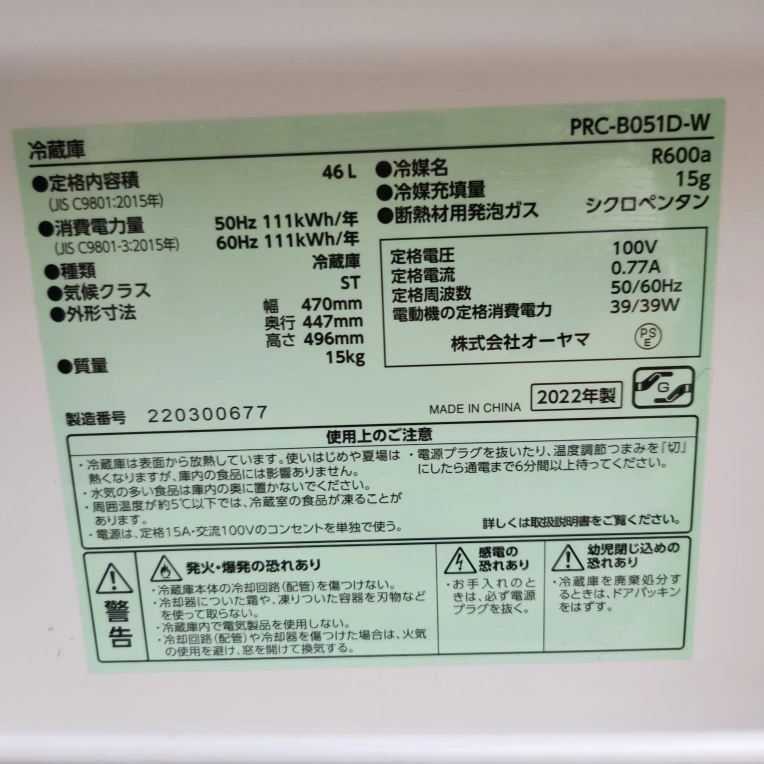 冷蔵庫
PRC-B051D-W
●定格内容積 46L
(JIS C9801:2015年)
●消費電力量 50Hz 111kWh/年
(JIS C9801-3:2015年) 60Hz 111kWh/年
●種類 冷蔵庫
●気候クラス ST
●外形寸法 幅 470mm
奥行 447mm
高さ 496mm
●質量 15kg
●冷媒名 R600a
●冷媒充填量 15g
●断熱材用発泡ガス シクロペンタン
定格電圧 100V
定格電流 0.77A
定格周波数 50/60Hz
電動機の定格消費電力 39/39W
株式会社オーヤマ
PS
E
製造番号 220300677
MADE IN CHINA
2022年製
G
使用上のご注意
・冷蔵庫は表面から放熱しています。使いはじめや夏場は
熱くなりますが、庫内の食品には影響ありません。
・水気の多い食品は庫内の奥に置かないでください。
・周囲温度が約5℃以下では、冷蔵室の食品が凍ることが
あります。
・電源は、定格15A・交流100Vのコンセントを単独で使う。
・電源プラグを抜いたり、温度調節つまみを「切」
にしたら通電まで6分間以上待ってください。
詳しくは取扱説明書をご覧ください。
警告
発火・爆発の恐れあり
・冷蔵庫本体の冷却回路(配管)を傷つけない。
・冷却器についた霜や、凍りついた容器を刃物など
を使って取らない。
・冷蔵庫内で電気製品を使用しない。
・冷却回路(配管)や冷却器を傷つけた場合は、火気
の使用を避け、窓を開けて換気する。
感電の
恐れあり
・お手入れのと
きは、必ず電源
プラグを抜く。
幼児閉じ込めの
恐れあり
・冷蔵庫を廃棄処分す
るときは、ドアパッキン
をはずす。